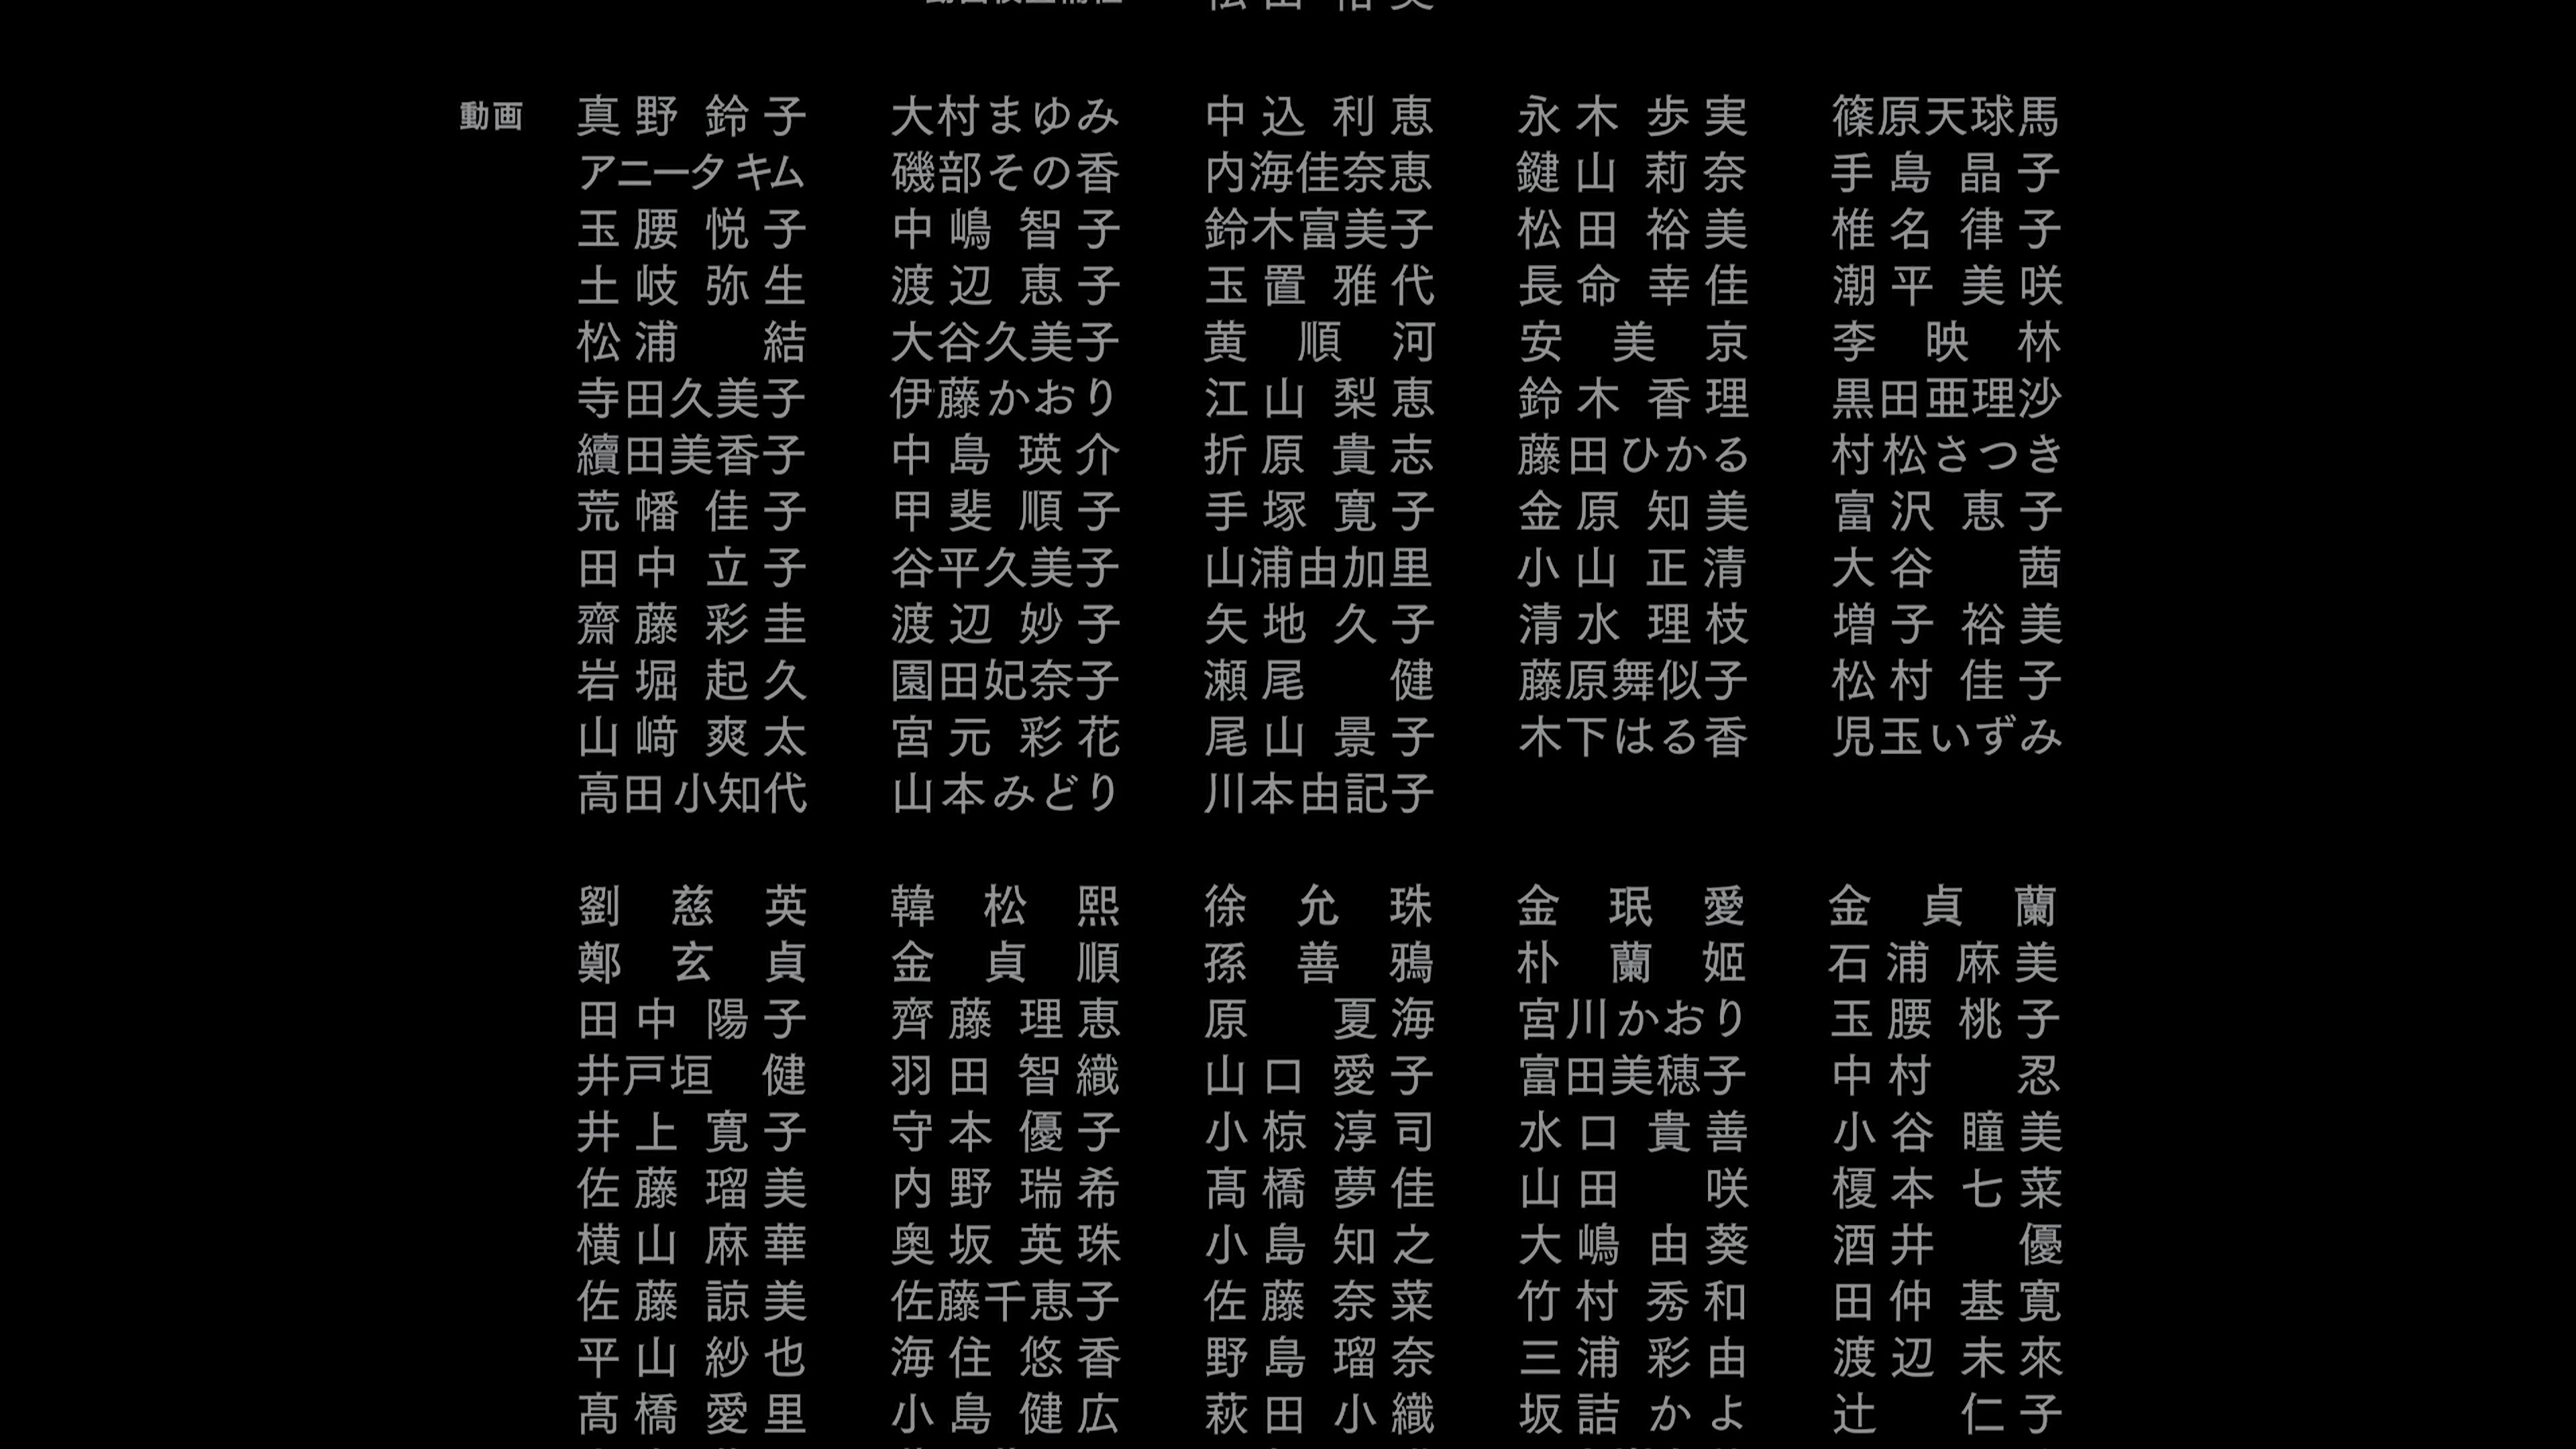 動画 真野鈴子 大村まゆみ 中込利恵 永木歩実 篠原天球馬
アニータキム 磯部その香 内海佳奈恵 鍵山莉奈 手島晶子
玉腰悦子 中嶋智子 鈴木富美子 松田裕美 椎名律子
土岐弥生 渡辺恵子 玉置雅代 長命幸佳 潮平美咲
松浦結 大谷久美子 黄順河 安美京 李映林
寺田久美子 伊藤かおり 江山梨恵 鈴木香理 黒田亜理沙
續田美香子 中島瑛介 折原貴志 藤田ひかる 村松さつき
荒幡佳子 甲斐順子 手塚寛子 金原知美 富沢恵子
田中立子 谷平久美子 山浦由加里 小山正清 大谷茜
齋藤彩圭 渡辺妙子 矢地久子 清水理枝 増子裕美
岩堀起久 園田妃奈子 瀬尾健 藤原舞似子 松村佳子
山﨑爽太 宮元彩花 尾山景子 木下はる香 児玉いずみ
高田小知代 山本みどり 川本由記子
劉慈英 韓松熙 徐允珠 金珉愛 金貞蘭
鄭玄貞 金貞順 孫善鴉 朴蘭姫 石浦麻美
田中陽子 齊藤理恵 原夏海 宮川かおり 玉腰桃子
井戸垣健 羽田智織 山口愛子 富田美穂子 中村忍
井上寛子 守本優子 小椋淳司 水口貴善 小谷瞳美
佐藤瑠美 内野瑞希 髙橋夢佳 山田咲 榎本七菜
横山麻華 奥坂英珠 小島知之 大嶋由葵 酒井優
佐藤諒美 佐藤千恵子 佐藤奈菜 竹村秀和 田仲基寛
平山紗也 海住悠香 野島瑠奈 三浦彩由 渡辺未來
髙橋愛里 小島健広 萩田小織 坂詰かよ 辻仁子